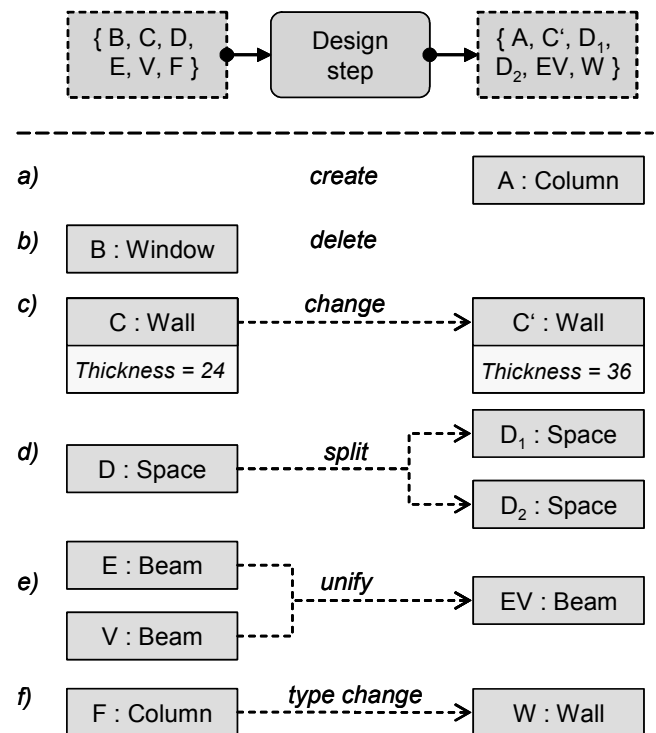 { B, C, D,
E, V, F }
Design
step
{ A, C‘, D₁,
D₂, EV, W }
a) create A : Column
b) B : Window delete
c) C : Wall change C‘ : Wall
Thickness = 24 Thickness = 36
d) D : Space split D₁ : Space
D₂ : Space
e) E : Beam unify EV : Beam
V : Beam
f) F : Column type change W : Wall